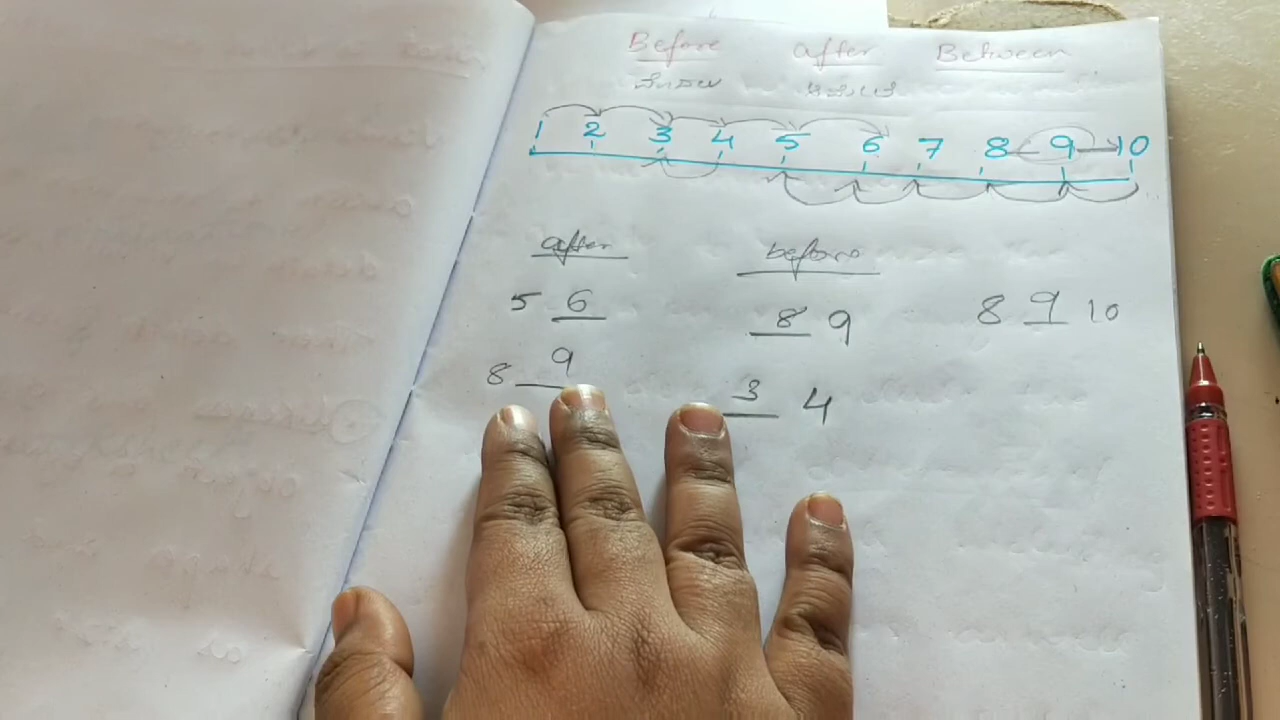 Before after Between
1 2 3 4 5 6 7 8 9 10
after before
5 6 8 9 8 9 10
8 9 3 4